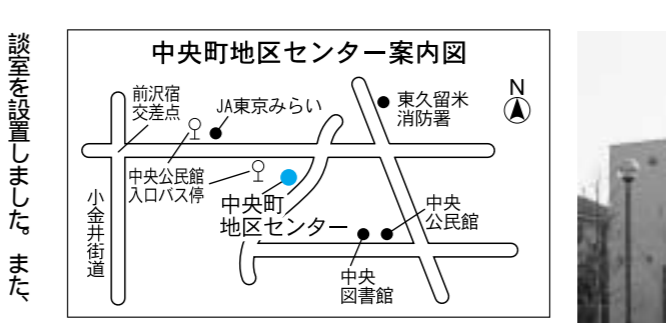 談室を設置しました。また、
中央町地区センター案内図
前沢宿
交差点
JA東京みらい
東久留米
消防署
N
中央公民館
入口バス停
小金井街道
中央町
地区センター
中央
公民館
中央
図書館